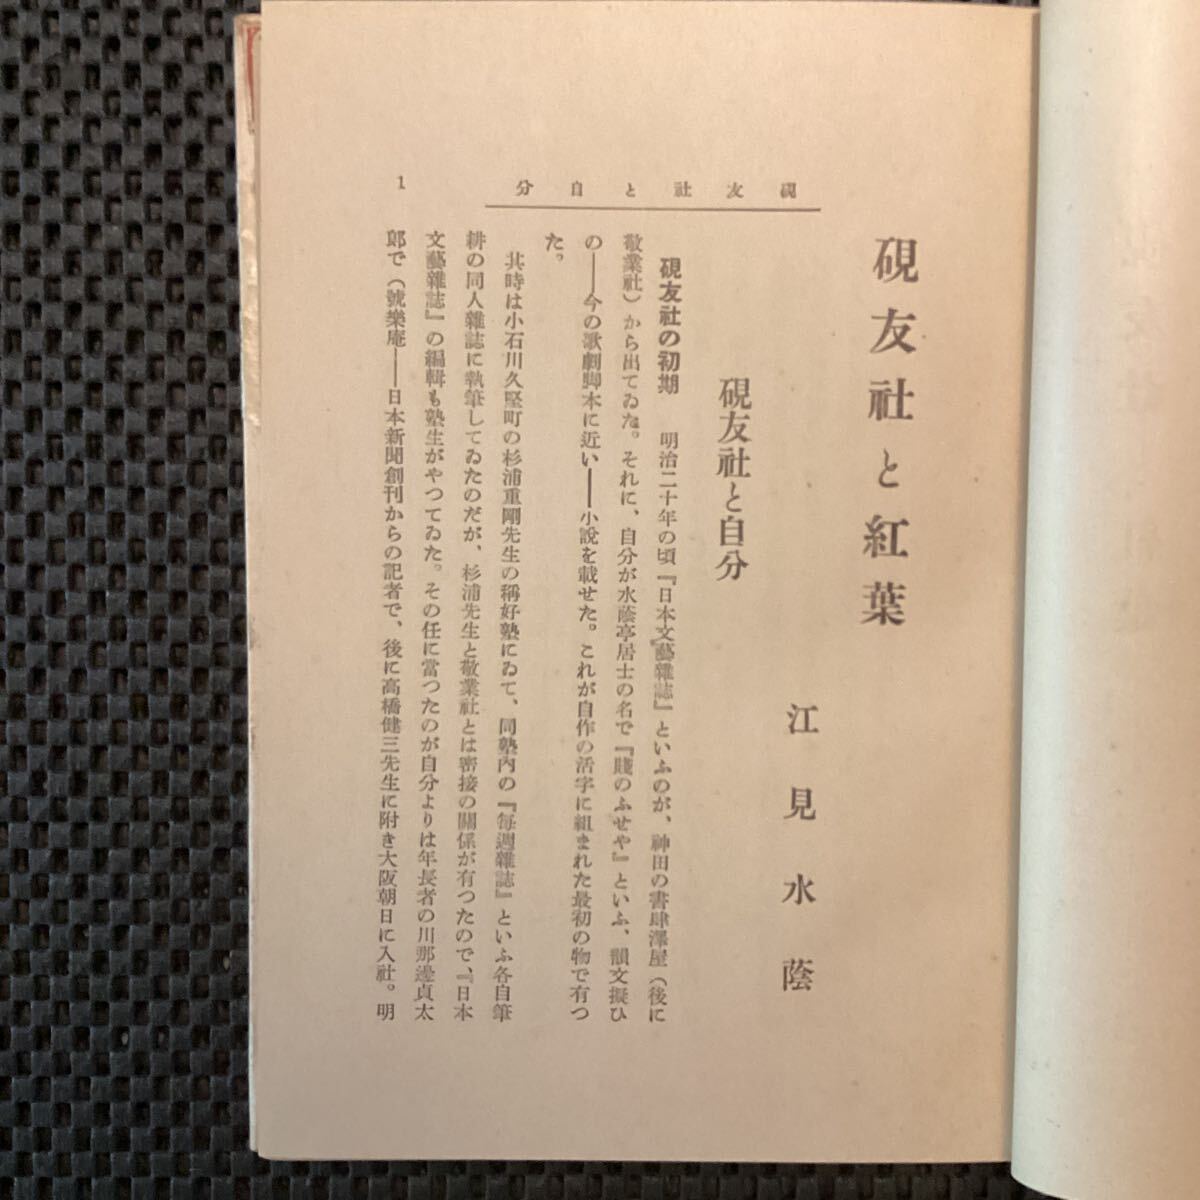 硯友社と紅葉
江見水蔭
硯友社と自分
分自と社友硯
1
硯友社の初期　明治二十年の頃『日本文藝雜誌』といふのが、神田の書肆澤屋（後に
敬業社）から出てゐた。それに、自分が水蔭亭居士の名で『賤のふせや』といふ、韻文擬ひ
の――今の歌劇脚本に近い――小說を載せた。これが自作の活字に組まれた最初の物で有つ
た。
其時は小石川久堅町の杉浦重剛先生の稱好塾にゐて、同塾內の『每週雜誌』といふ各自筆
耕の同人雜誌に執筆してゐたのだが、杉浦先生と敬業社とは密接の關係が有つたので、『日本
文藝雜誌』の編輯も塾生がやつてゐた。その任に當つたのが自分よりは年長者の川那邊貞太
郞で（號樂庵――日本新聞創刊からの記者で、後に高橋健三先生に附き大阪朝日に入社。明